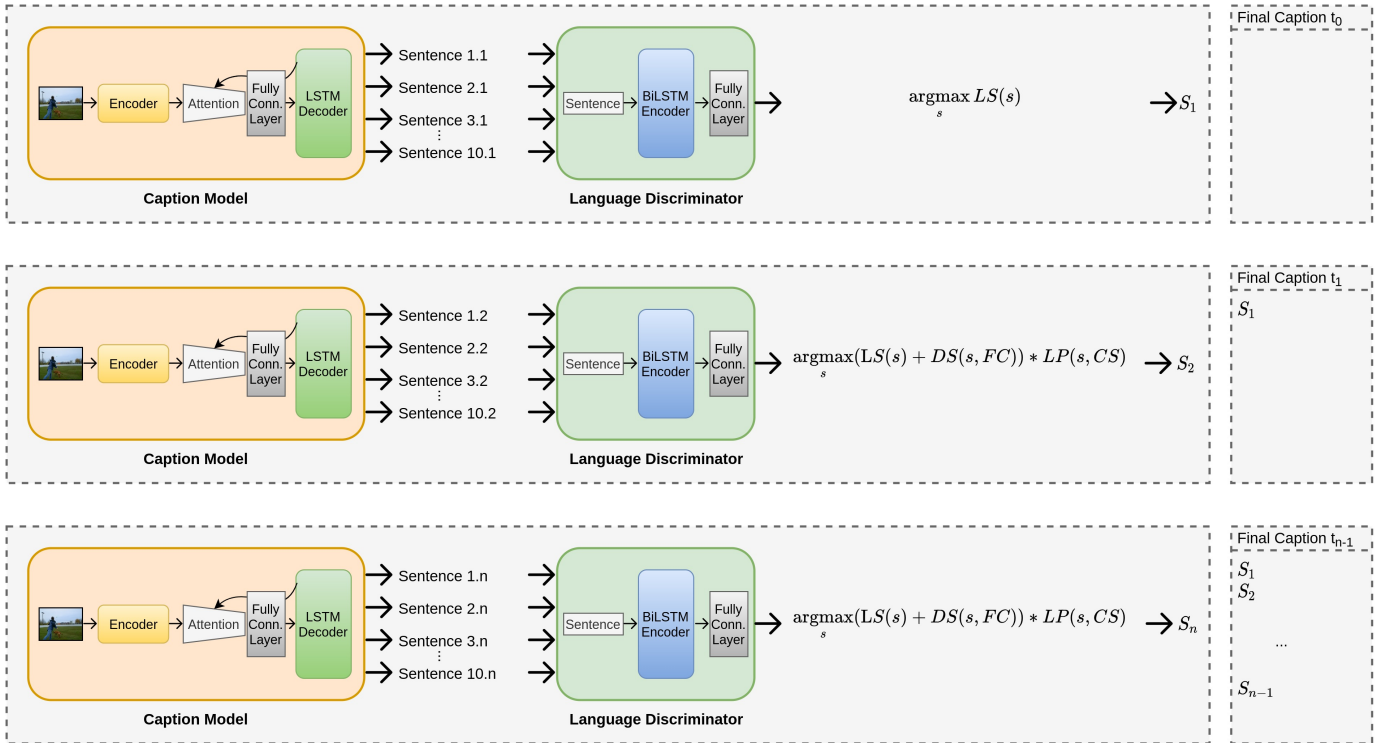 Final Caption t0
Encoder
Attention
Fully
Conn.
Layer
LSTM
Decoder
Sentence 1.1
Sentence 2.1
Sentence 3.1
⋮
Sentence 10.1
Sentence
BiLSTM
Encoder
Fully
Conn.
Layer
argmax LS(s)
s
S1
Caption Model
Language Discriminator
Final Caption t1
S1
Encoder
Attention
Fully
Conn.
Layer
LSTM
Decoder
Sentence 1.2
Sentence 2.2
Sentence 3.2
⋮
Sentence 10.2
Sentence
BiLSTM
Encoder
Fully
Conn.
Layer
argmax(LS(s) + DS(s, FC)) * LP(s, CS)
s
S2
Caption Model
Language Discriminator
Final Caption tn-1
S1
S2
...
Sn−1
Encoder
Attention
Fully
Conn.
Layer
LSTM
Decoder
Sentence 1.n
Sentence 2.n
Sentence 3.n
⋮
Sentence 10.n
Sentence
BiLSTM
Encoder
Fully
Conn.
Layer
argmax(LS(s) + DS(s, FC)) * LP(s, CS)
s
Sn
Caption Model
Language Discriminator